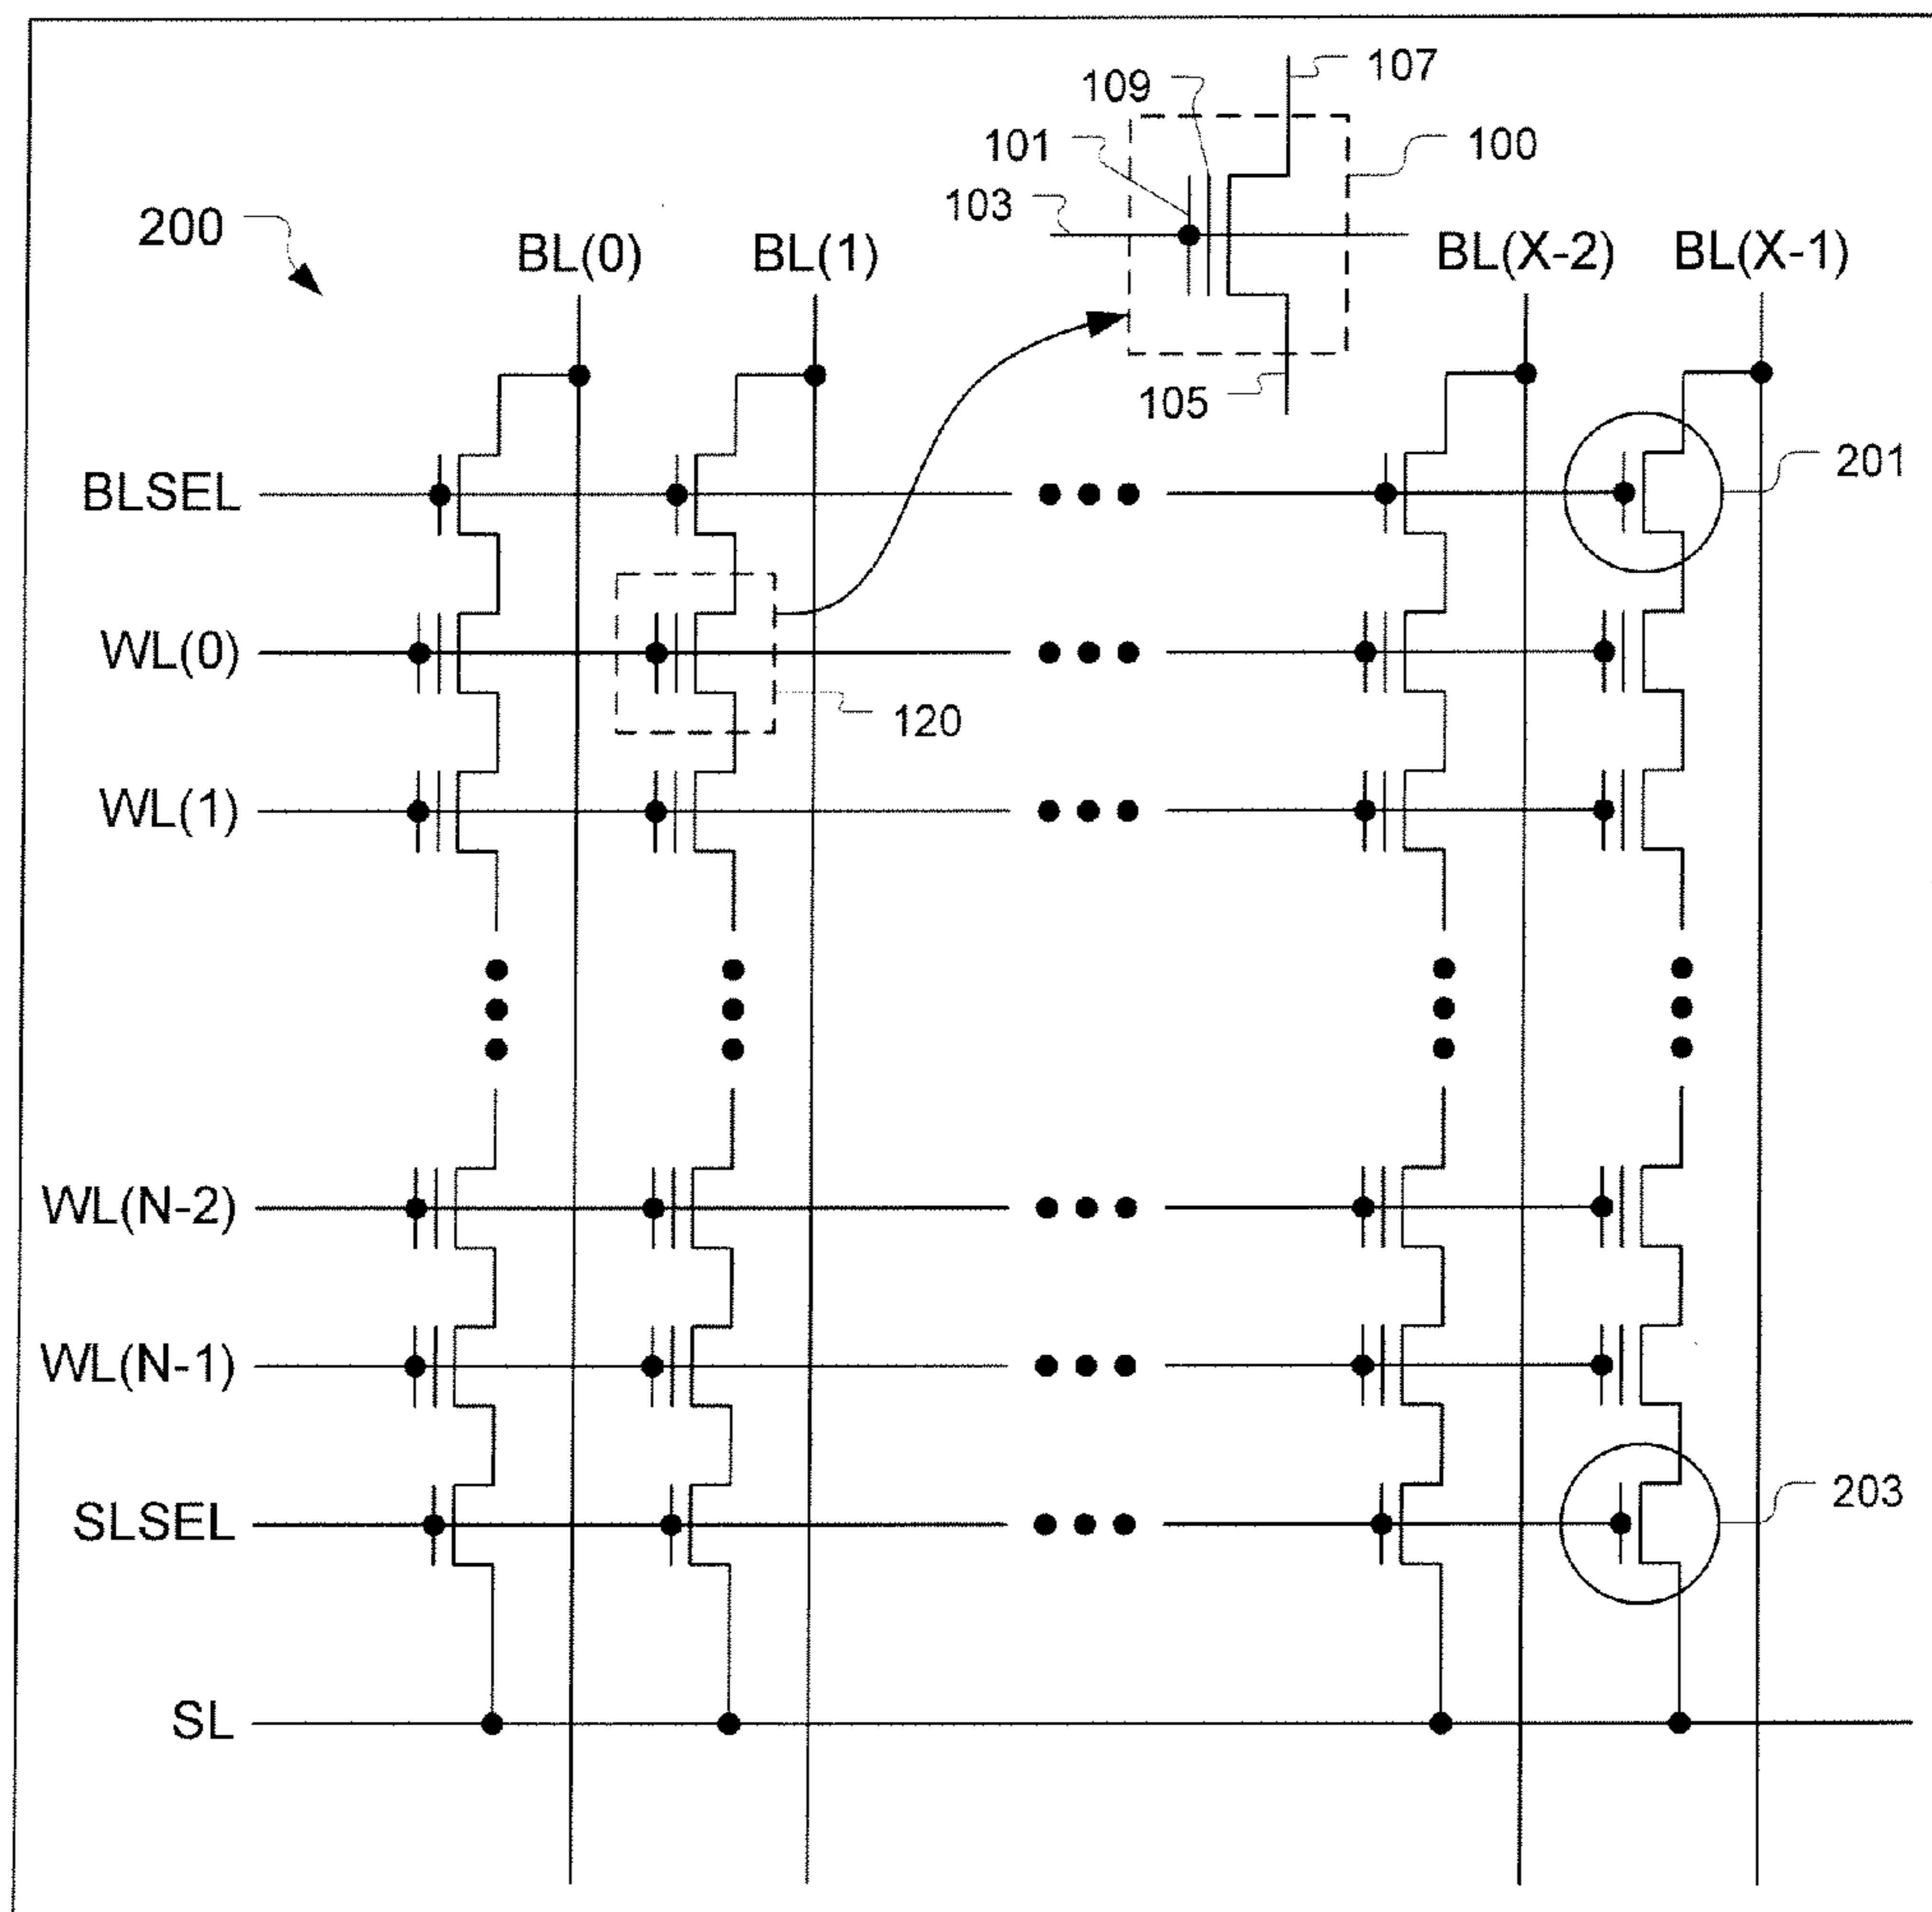 107
109
101
100
103
200
BL(0)
BL(1)
BL(X-2)
BL(X-1)
105
BLSEL
201
WL(0)
120
WL(1)
WL(N-2)
WL(N-1)
SLSEL
203
SL